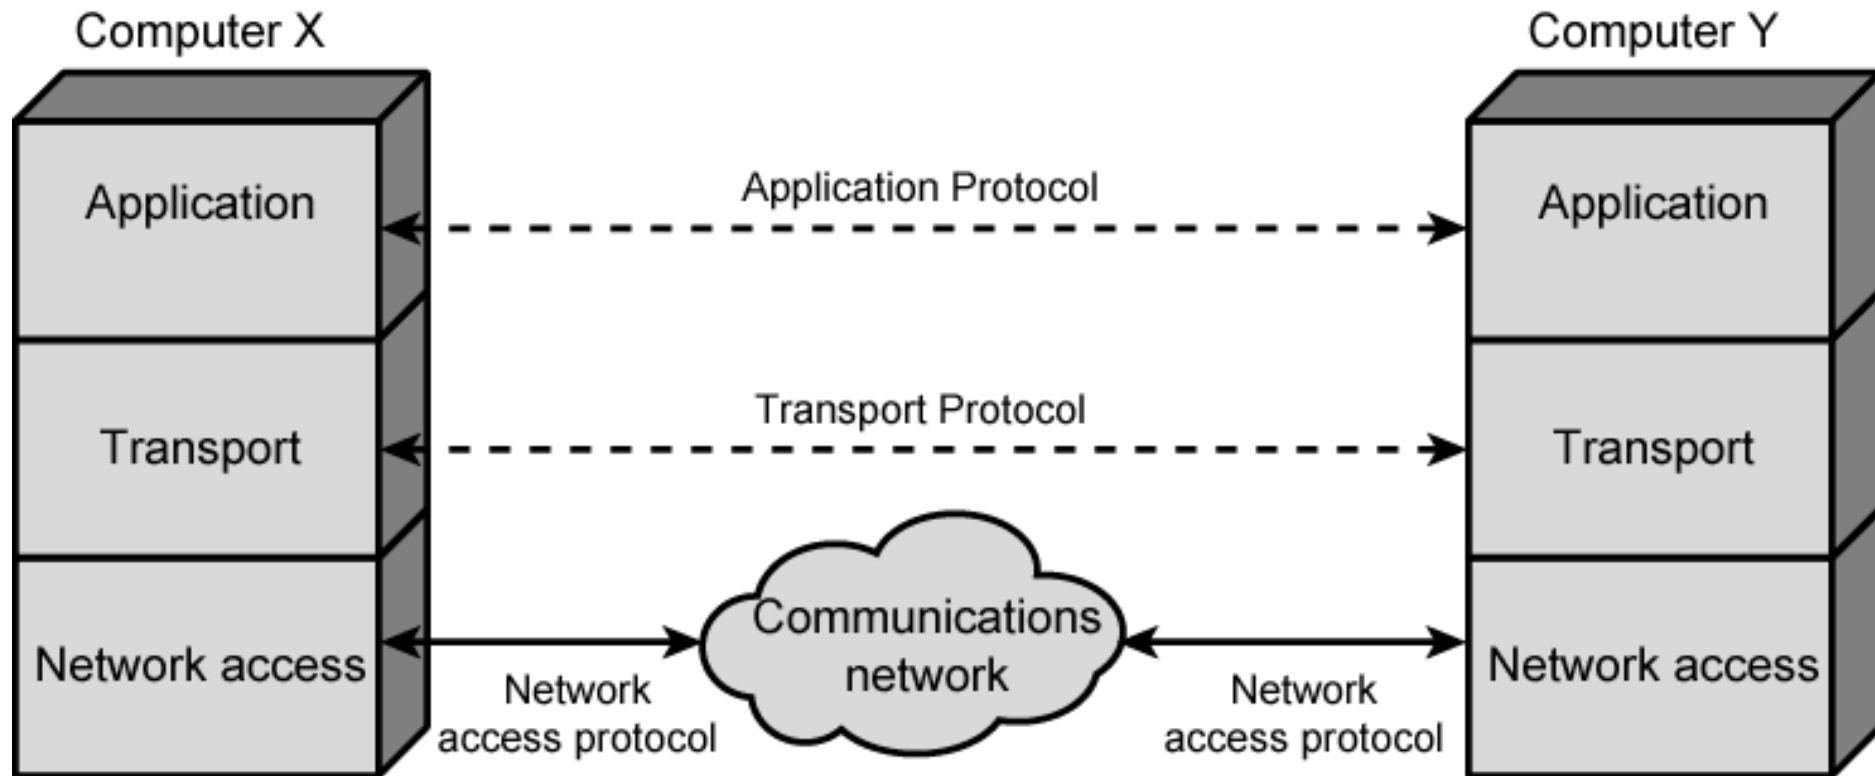 Computer X
Computer Y
Application
Application Protocol
Application
Transport
Transport Protocol
Transport
Network access
Communications
network
Network access
Network
access protocol
Network
access protocol